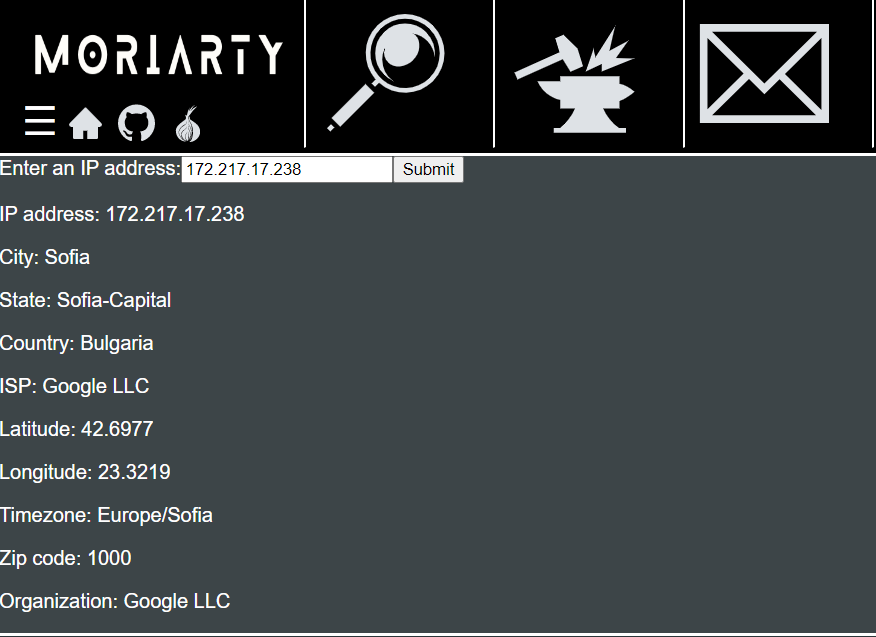 MORIARTY
Enter an IP address: 172.217.17.238 Submit
IP address: 172.217.17.238
City: Sofia
State: Sofia-Capital
Country: Bulgaria
ISP: Google LLC
Latitude: 42.6977
Longitude: 23.3219
Timezone: Europe/Sofia
Zip code: 1000
Organization: Google LLC